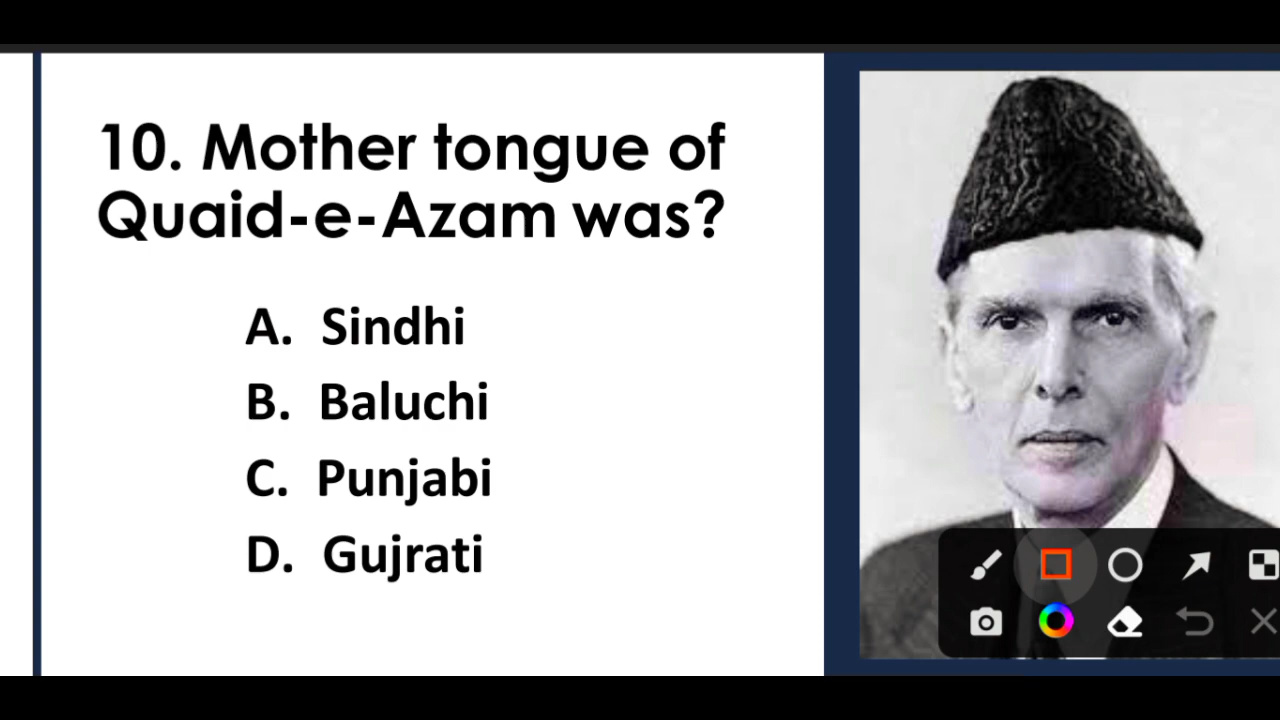 10. Mother tongue of
Quaid-e-Azam was?
A. Sindhi
B. Baluchi
C. Punjabi
D. Gujrati